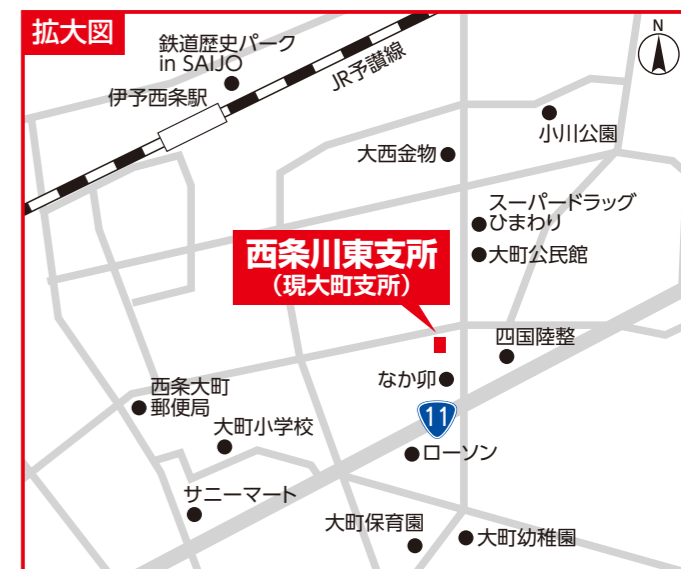 拡大図
N
鉄道歴史パーク
in SAIJO
JR予讃線
伊予西条駅
小川公園
大西金物
スーパードラッグ
ひまわり
大町公民館
西条川東支所
（現大町支所）
四国陸整
なか卯
西条大町
郵便局
11
大町小学校
ローソン
サニーマート
大町保育園
大町幼稚園